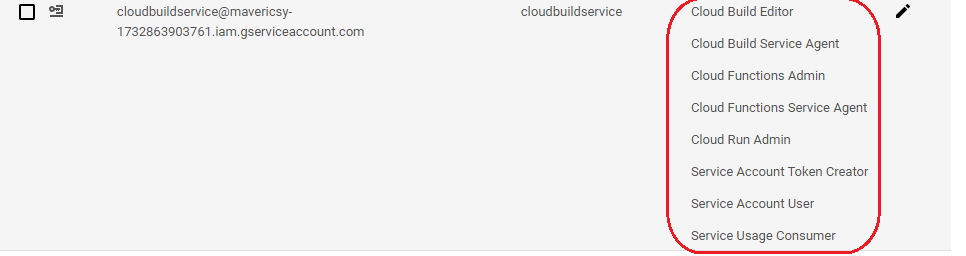 cloudbuildservice@mavericsy-
1732863903761.iam.gserviceaccount.com
cloudbuildservice
Cloud Build Editor
Cloud Build Service Agent
Cloud Functions Admin
Cloud Functions Service Agent
Cloud Run Admin
Service Account Token Creator
Service Account User
Service Usage Consumer